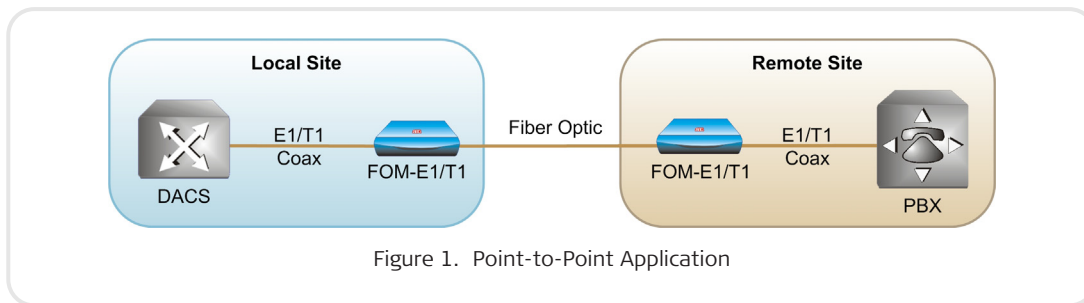 Local Site
Remote Site
E1/T1
Coax
DACS
FOM-E1/T1
Fiber Optic
FOM-E1/T1
E1/T1
Coax
PBX
Figure 1. Point-to-Point Application